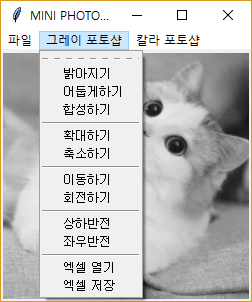 MINI PHOTO...
파일 그레이 포토샵 칼라 포토샵
밝아지기
어둡게하기
합성하기
확대하기
축소하기
이동하기
회전하기
상하반전
좌우반전
엑셀 열기
엑셀 저장